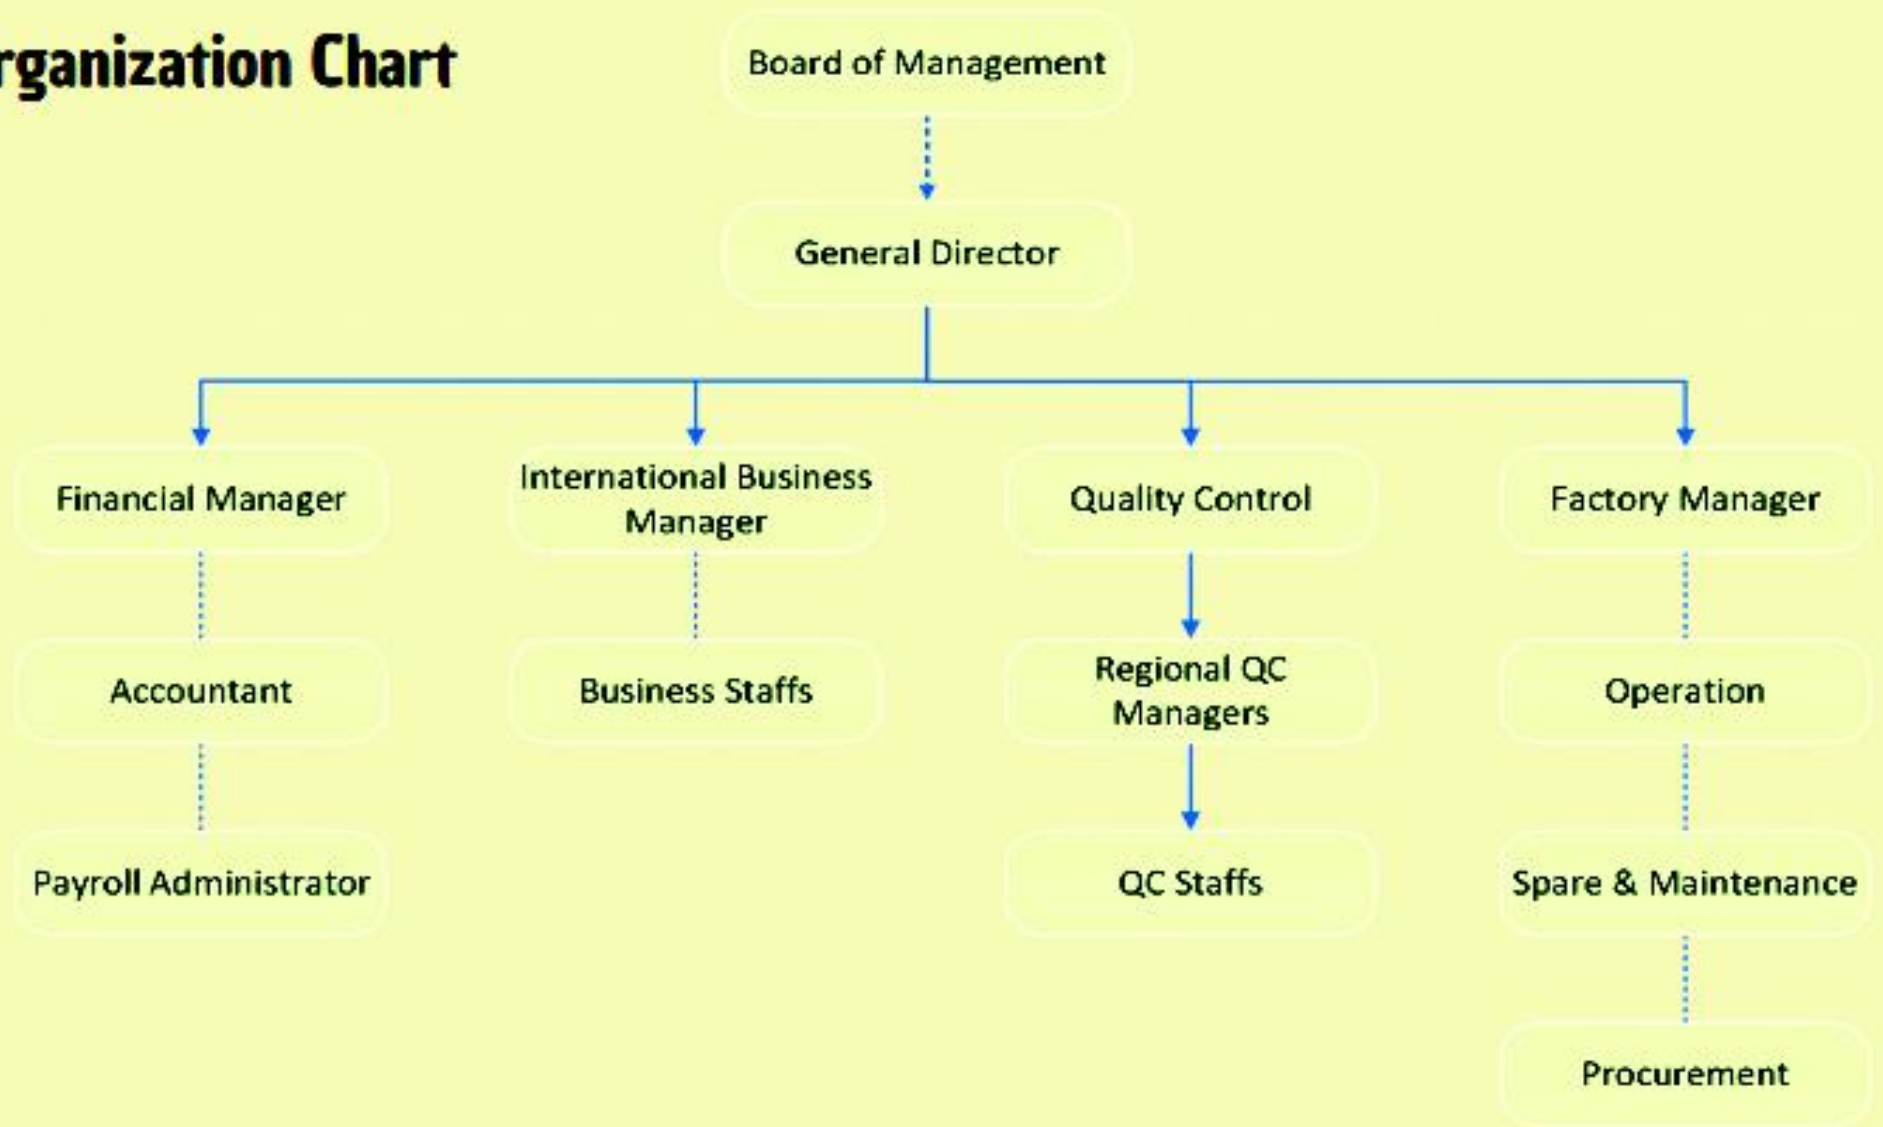 rganization Chart
Board of Management
General Director
Financial Manager
International Business
Manager
Quality Control
Factory Manager
Accountant
Business Staffs
Regional QC
Managers
Operation
Payroll Administrator
QC Staffs
Spare & Maintenance
Procurement